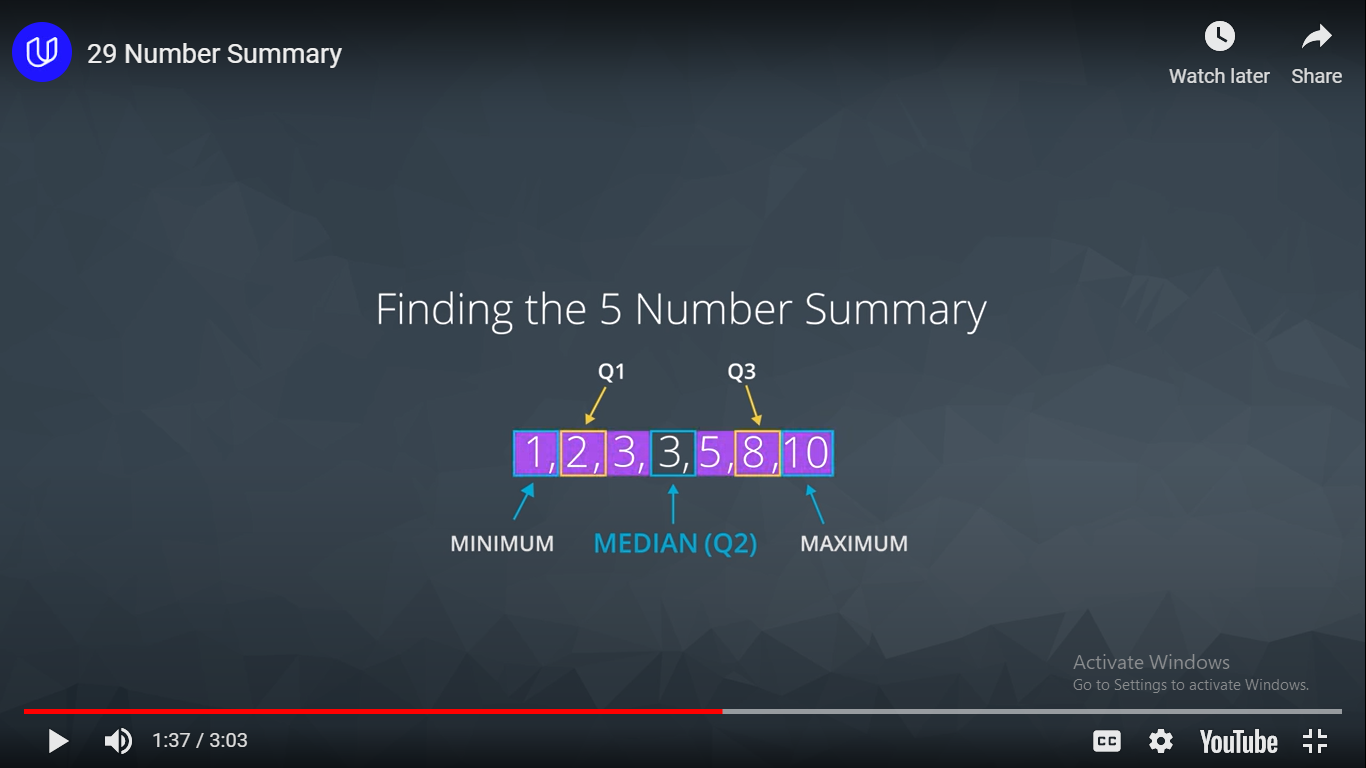 29 Number Summary
Watch later
Share
Finding the 5 Number Summary
Q1
Q3
1, 2, 3, 3, 5, 8, 10
MINIMUM
MEDIAN (Q2)
MAXIMUM
Activate Windows
Go to Settings to activate Windows.
1:37 / 3:03
CC
YouTube